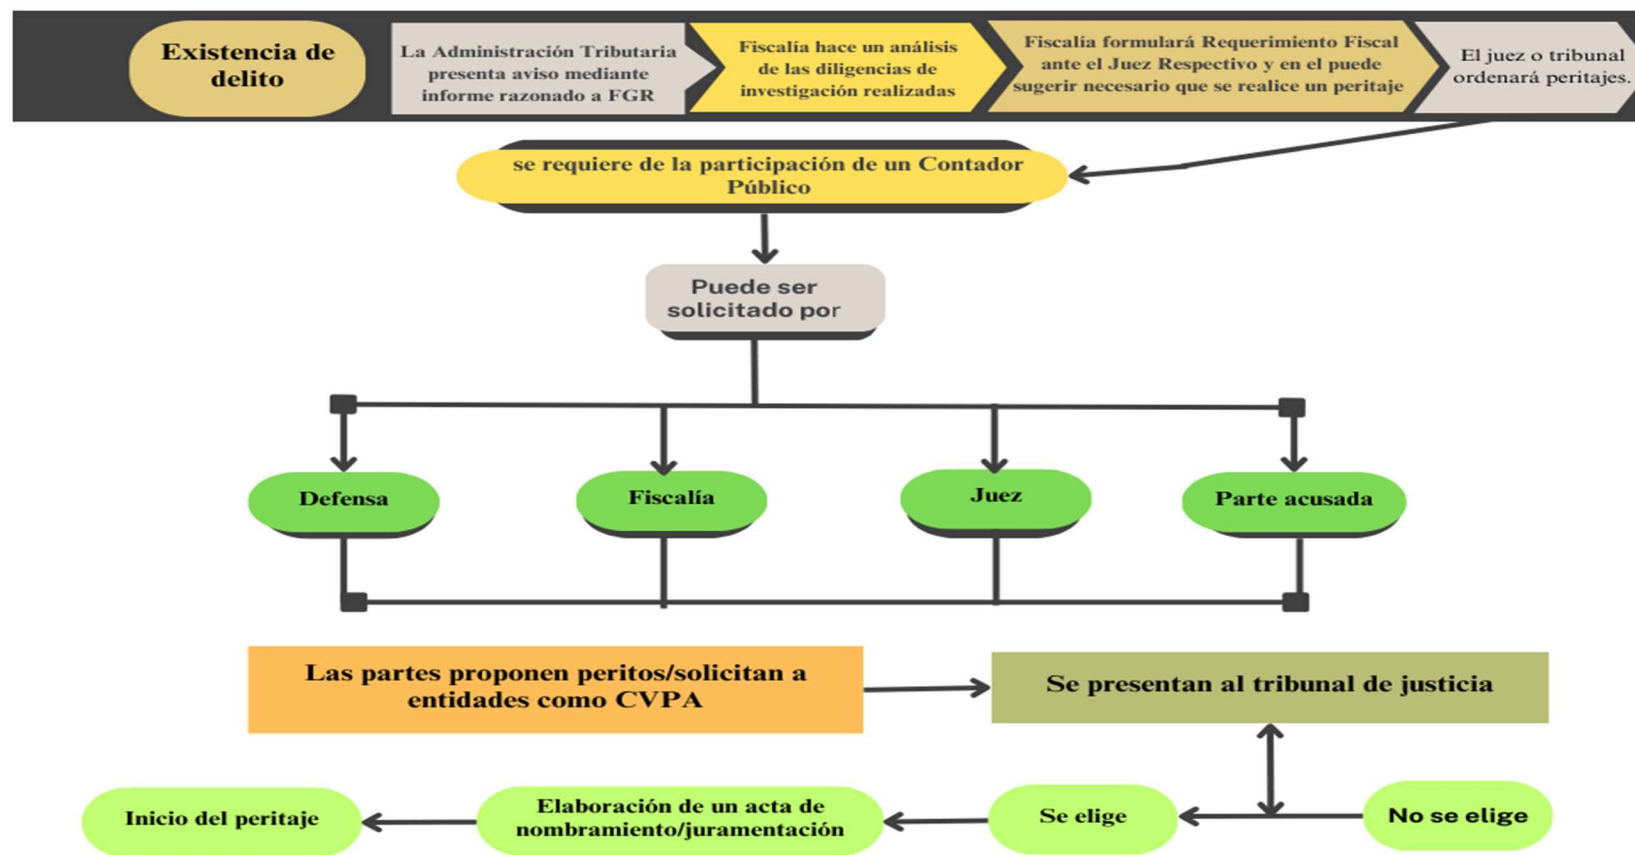 Existencia de
delito
La Administración Tributaria
presenta aviso mediante
informe razonado a FGR
Fiscalía hace un análisis
de las diligencias de
investigación realizadas
Fiscalía formulará Requerimiento Fiscal
ante el Juez Respectivo y en el puede
sugerir necesario que se realice un peritaje
El juez o tribunal
ordenará peritajes.
se requiere de la participación de un Contador
Público
Puede ser
solicitado por
Defensa
Fiscalía
Juez
Parte acusada
Las partes proponen peritos/solicitan a
entidades como CVPA
Se presentan al tribunal de justicia
Inicio del peritaje
Elaboración de un acta de
nombramiento/juramentación
Se elige
No se elige